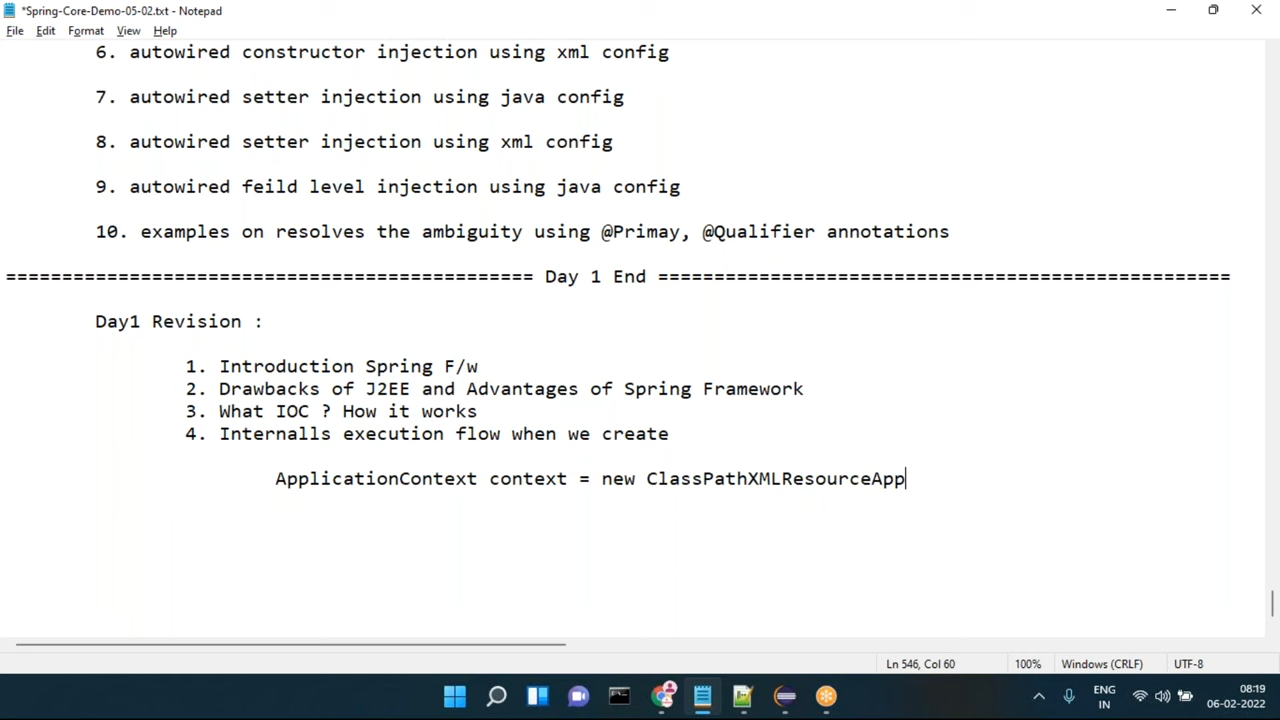 *Spring-Core-Demo-05-02.txt - Notepad
File Edit Format View Help
6. autowired constructor injection using xml config
7. autowired setter injection using java config
8. autowired setter injection using xml config
9. autowired feild level injection using java config
10. examples on resolves the ambiguity using @Primay, @Qualifier annotations
=============================================== Day 1 End ===================================================
Day1 Revision :
1. Introduction Spring F/w
2. Drawbacks of J2EE and Advantages of Spring Framework
3. What IOC ? How it works
4. Internalls execution flow when we create
ApplicationContext context = new ClassPathXMLResourceApp
Ln 546, Col 60 100% Windows (CRLF) UTF-8
ENG
IN
08:19
06-02-2022